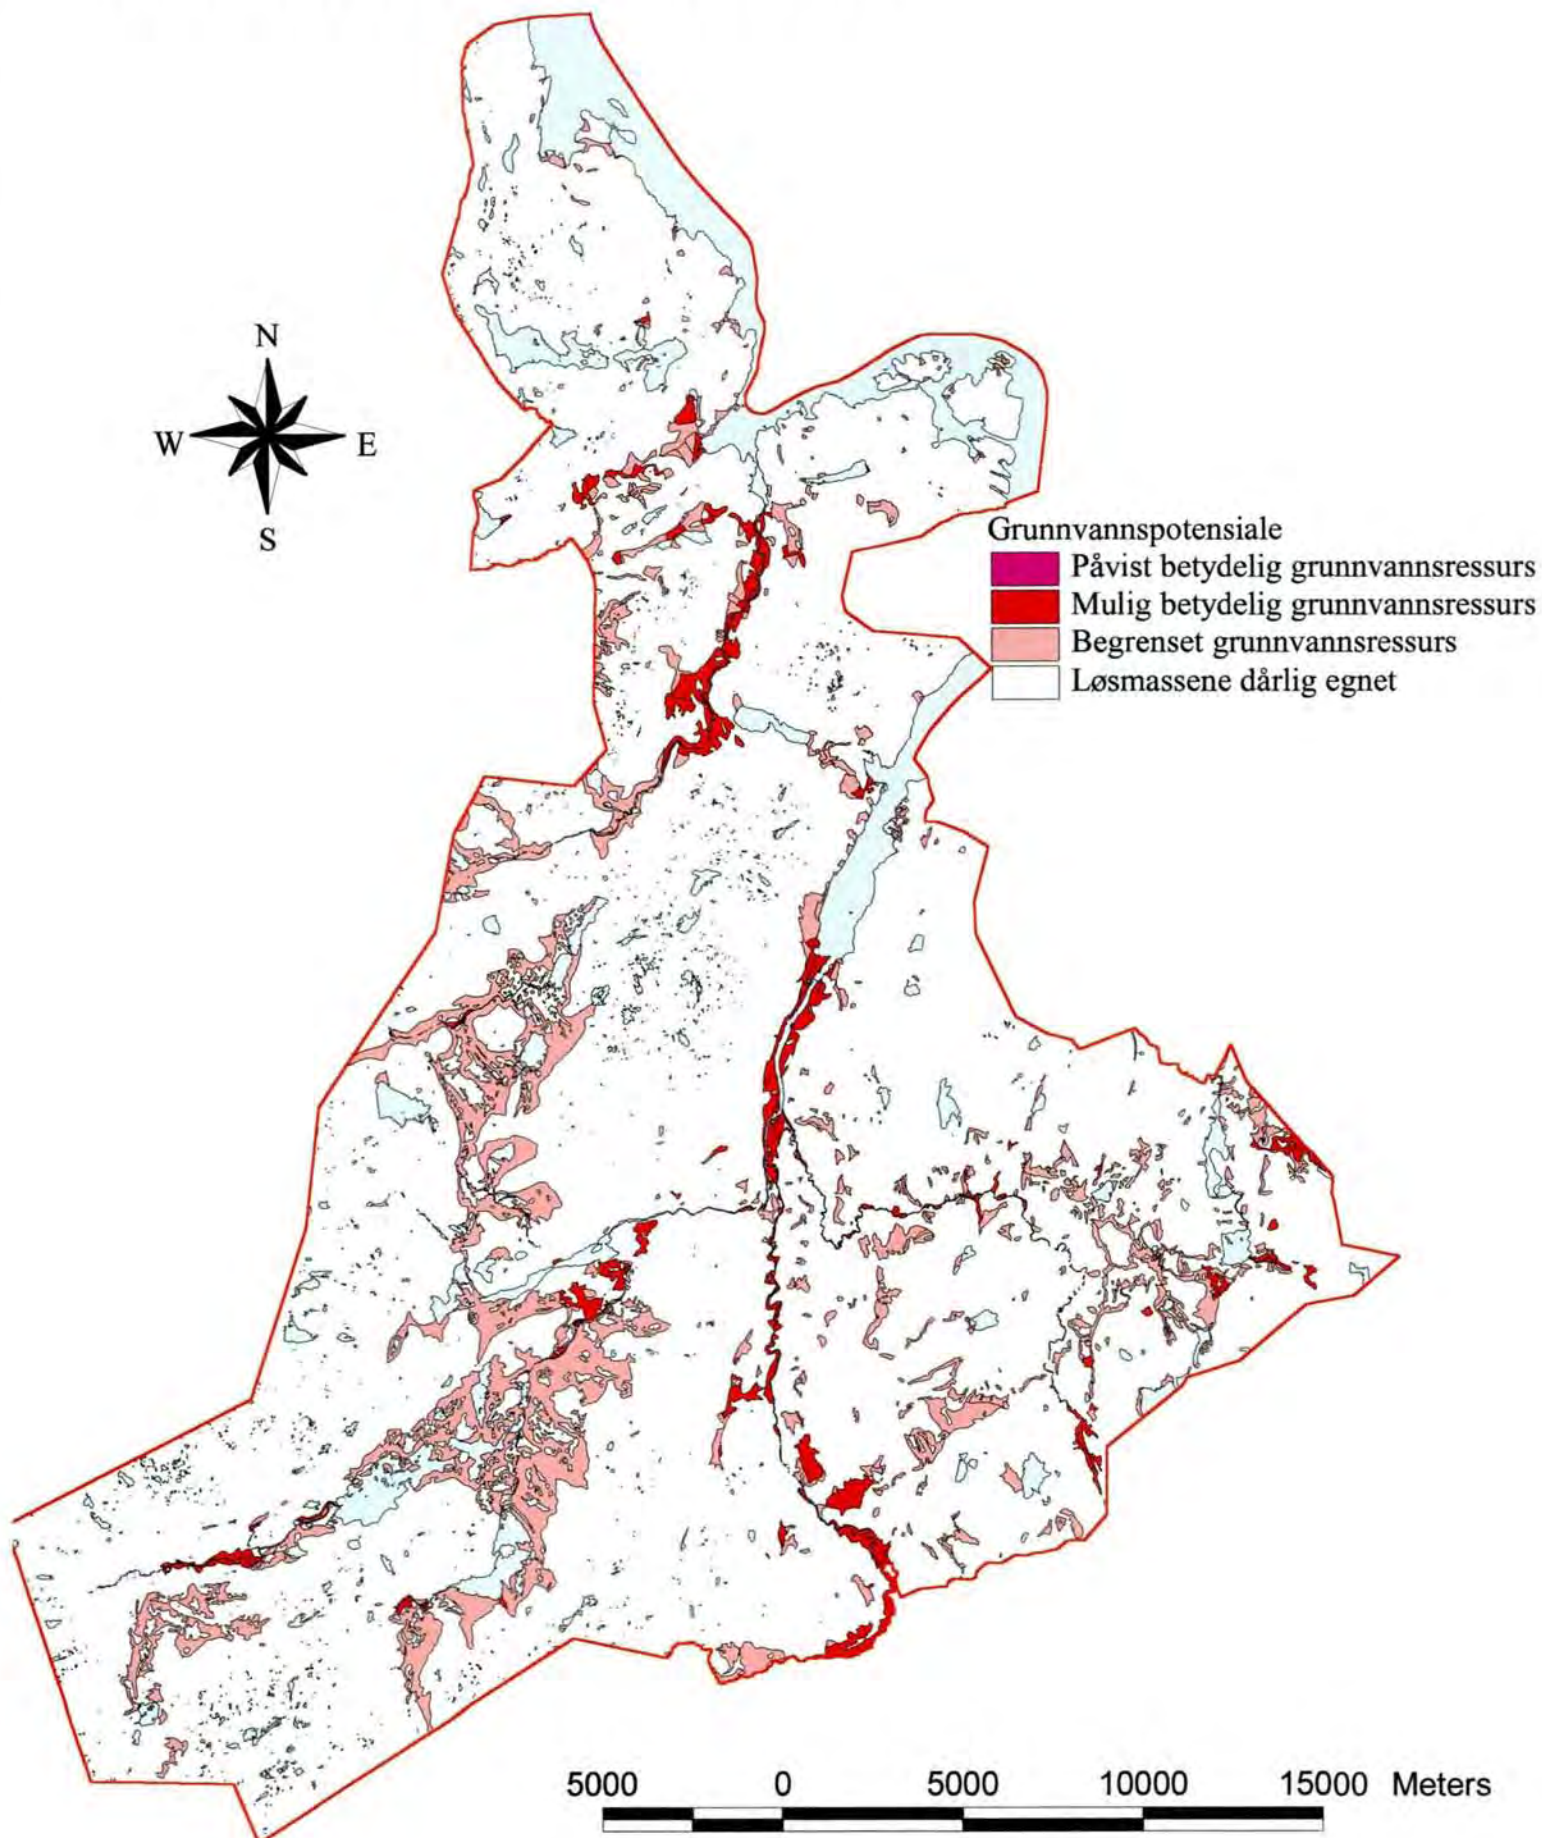 N
W E
S
Grunnvannspotensiale
Påvist betydelig grunnvannsressurs
Mulig betydelig grunnvannsressurs
Begrenset grunnvannsressurs
Løsmassene dårlig egnet
5000 0 5000 10000 15000 Meters